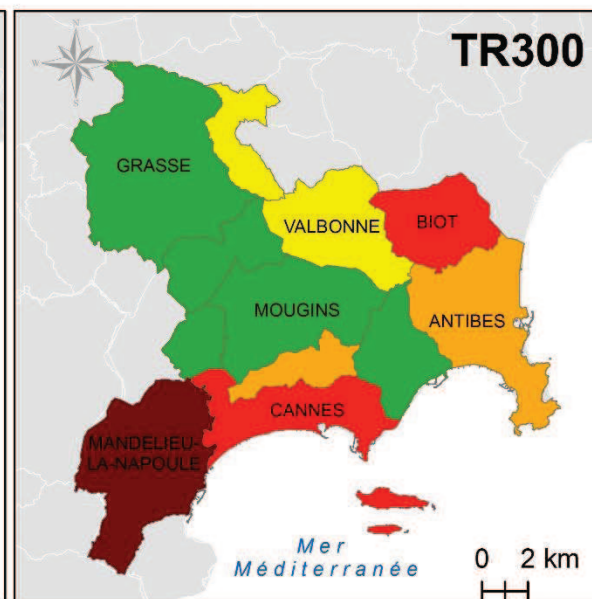 TR300
N
W
S
GRASSE
VALBONNE
BIOT
MOUGINS
ANTIBES
CANNES
MANDELIEU-
LA-NAPOULE
Mer
Méditerranée
0 2 km